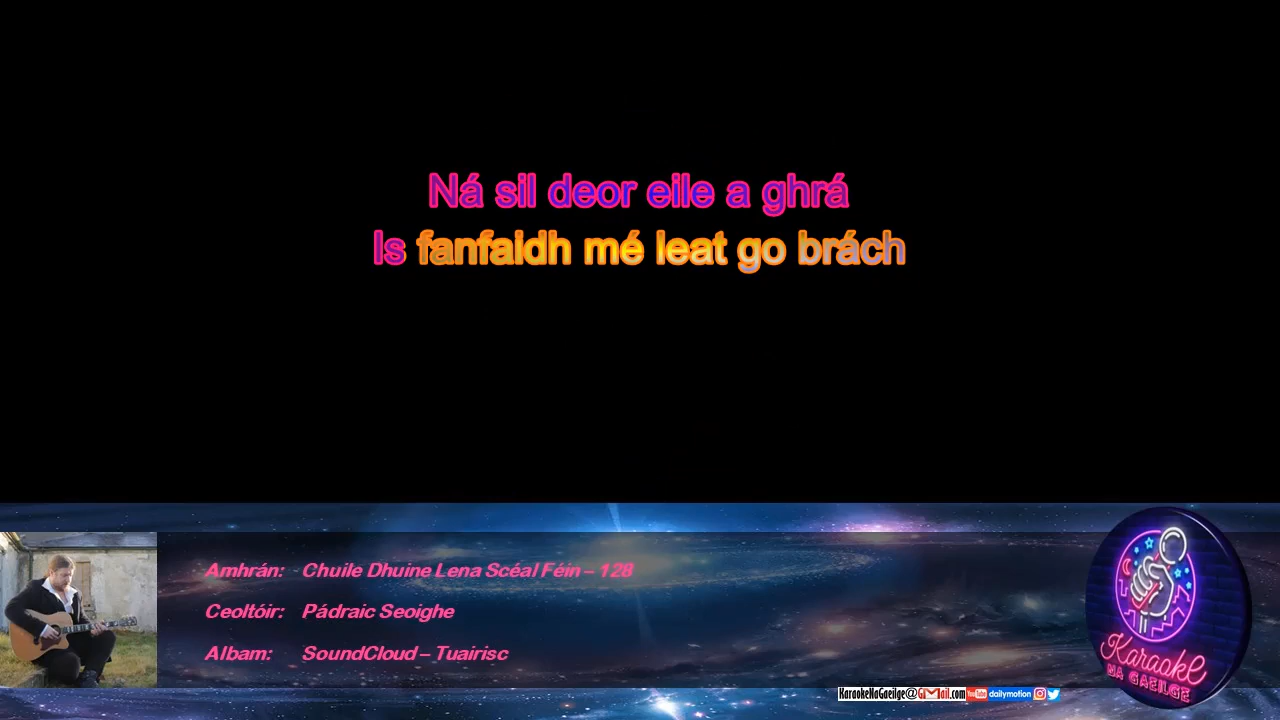 Ná sil deor eile a ghrá
Is fanfaidh mé leat go brách
Amhrán: Chuile Dhuine Lena Scéal Féin – 128
Ceoltóir: Pádraic Seoighe
Albam: SoundCloud – Tuairisc
KaraokeNaGaeilge@GMail.com YouTube dailymotion
Karaoke
NA GAEILGE